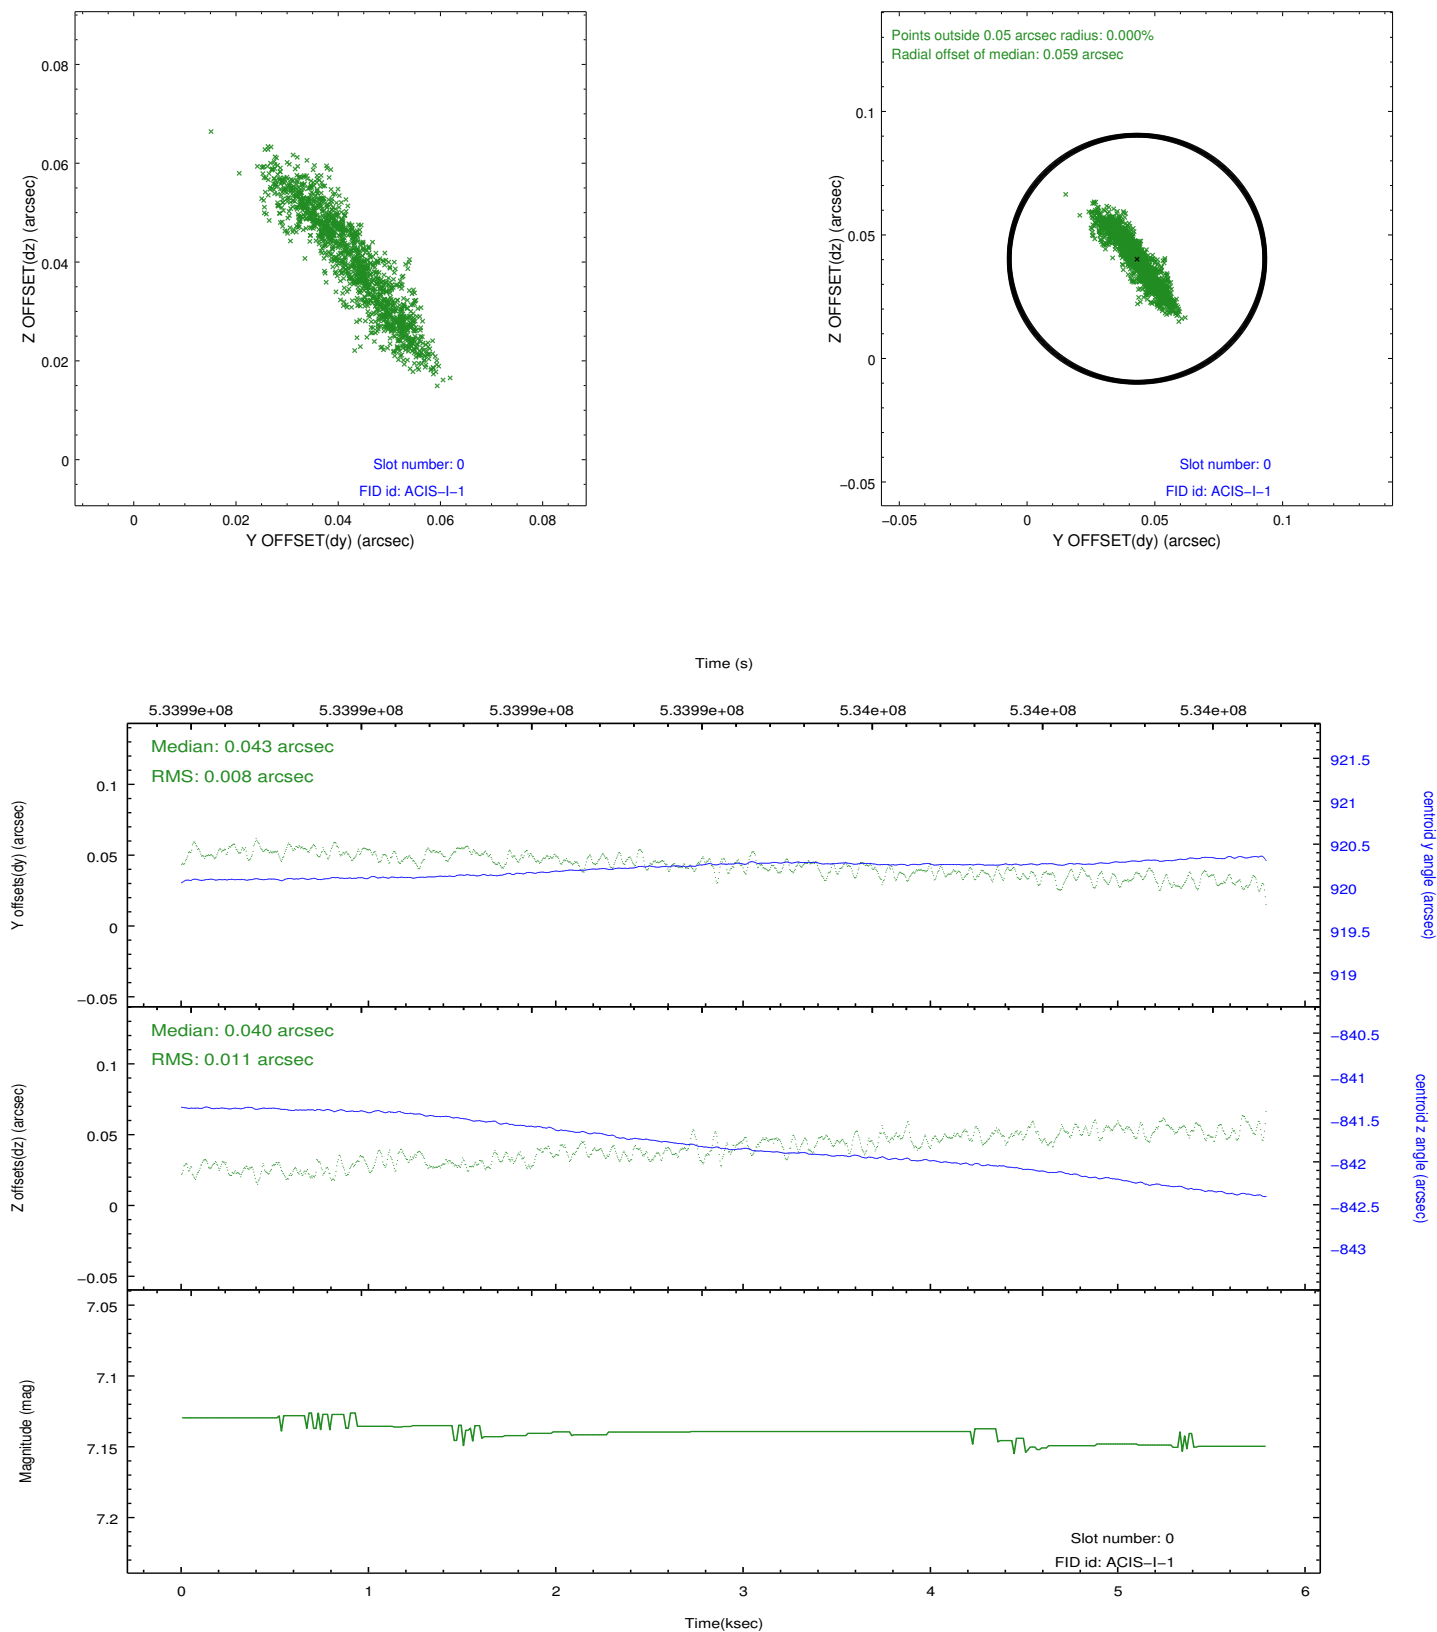 0.08
0.06
0.04
0.02
0
Z OFFSET(dz) (arcsec)
Slot number: 0
FID id: ACIS−I−1
0 0.02 0.04 0.06 0.08
Y OFFSET(dy) (arcsec)
Points outside 0.05 arcsec radius: 0.000%
Radial offset of median: 0.059 arcsec
0.1
0.05
0
−0.05
Z OFFSET(dz) (arcsec)
Slot number: 0
FID id: ACIS−I−1
−0.05 0 0.05 0.1
Y OFFSET(dy) (arcsec)
Time (s)
5.3399e+08 5.3399e+08 5.3399e+08 5.3399e+08 5.34e+08 5.34e+08 5.34e+08
Median: 0.043 arcsec
RMS: 0.008 arcsec
0.1
0.05
0
−0.05
Y offsets(dy) (arcsec)
921.5
921
920.5
920
919.5
919
centroid y angle (arcsec)
Median: 0.040 arcsec
RMS: 0.011 arcsec
0.1
0.05
0
−0.05
Z offsets(dz) (arcsec)
−840.5
−841
−841.5
−842
−842.5
−843
centroid z angle (arcsec)
7.05
7.1
7.15
7.2
Magnitude (mag)
Slot number: 0
FID id: ACIS−I−1
0 1 2 3 4 5 6
Time(ksec)